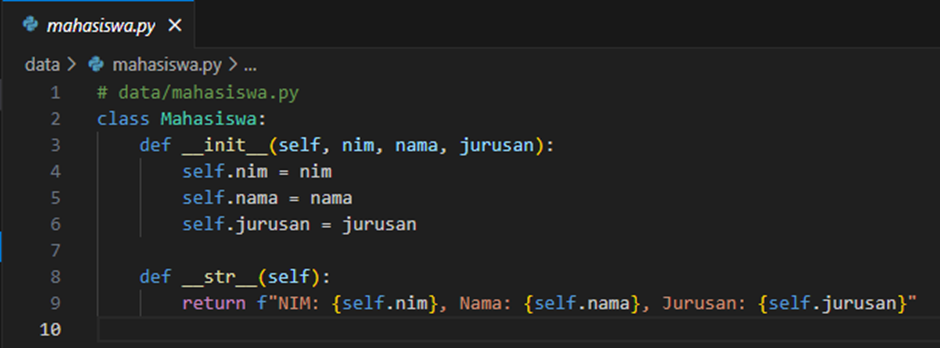 mahasiswa.py ×
data > mahasiswa.py > ...
1 # data/mahasiswa.py
2 class Mahasiswa:
3     def __init__(self, nim, nama, jurusan):
4         self.nim = nim
5         self.nama = nama
6         self.jurusan = jurusan
7
8     def __str__(self):
9         return f"NIM: {self.nim}, Nama: {self.nama}, Jurusan: {self.jurusan}"
10